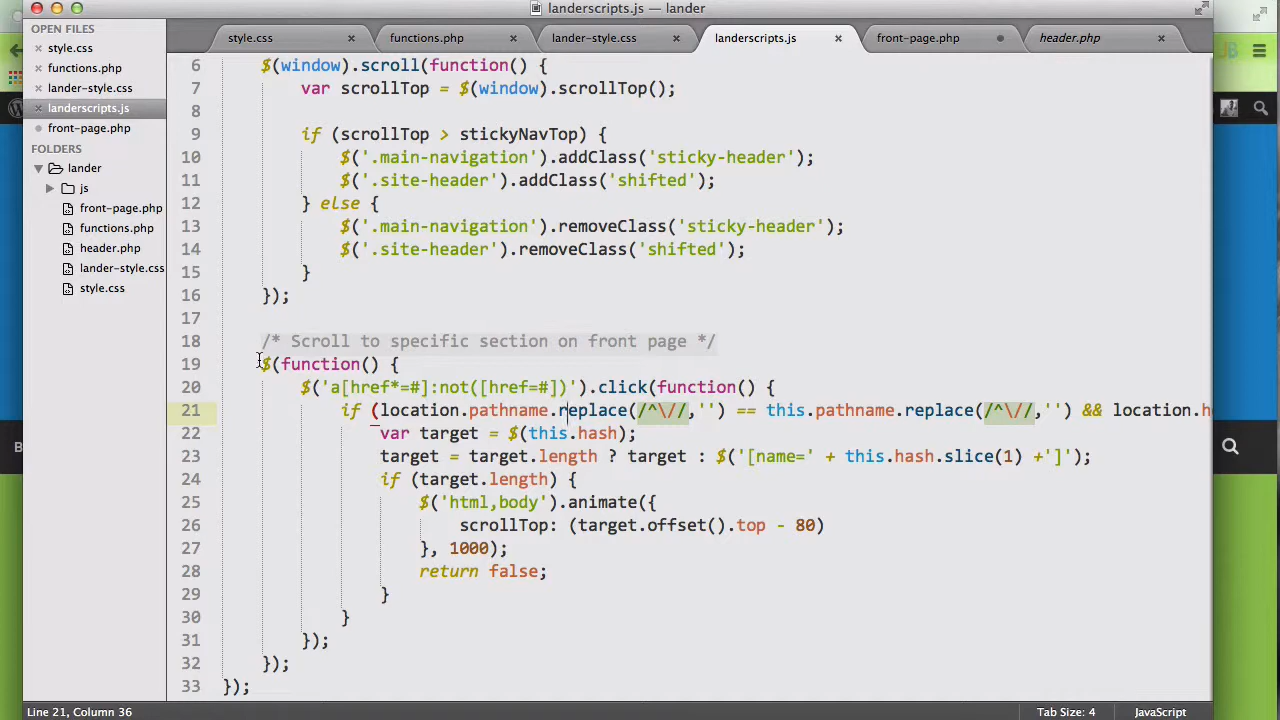 landerscripts.js — lander
OPEN FILES
style.css
functions.php
lander-style.css
landerscripts.js
front-page.php
FOLDERS
lander
js
front-page.php
functions.php
header.php
lander-style.css
style.css
style.css × functions.php × lander-style.css × landerscripts.js × front-page.php header.php ×
6 $(window).scroll(function() {
7 var scrollTop = $(window).scrollTop();
8
9 if (scrollTop > stickyNavTop) {
10 $('.main-navigation').addClass('sticky-header');
11 $('.site-header').addClass('shifted');
12 } else {
13 $('.main-navigation').removeClass('sticky-header');
14 $('.site-header').removeClass('shifted');
15 }
16 });
17
18 /* Scroll to specific section on front page */
19 $(function() {
20 $('a[href*=#]:not([href=#])').click(function() {
21 if (location.pathname.replace(/^\//,'') == this.pathname.replace(/^\//,'') && location.h
22 var target = $(this.hash);
23 target = target.length ? target : $('[name=' + this.hash.slice(1) +']');
24 if (target.length) {
25 $('html,body').animate({
26 scrollTop: (target.offset().top - 80)
27 }, 1000);
28 return false;
29 }
30 }
31 });
32 });
33 });
Line 21, Column 36
Tab Size: 4
JavaScript